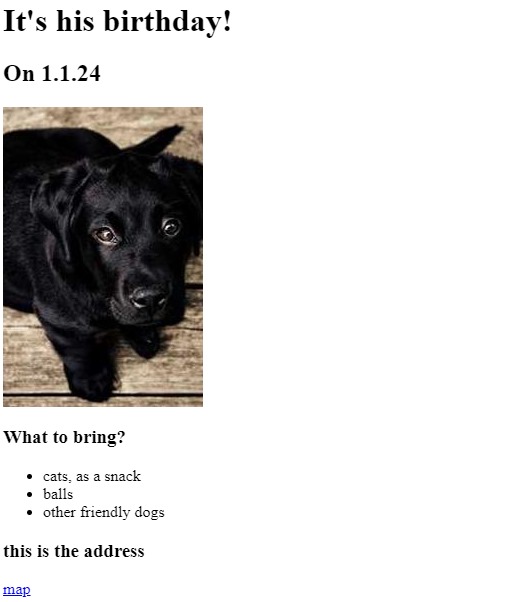 It's his birthday!
On 1.1.24
What to bring?
cats, as a snack
balls
other friendly dogs
this is the address
map